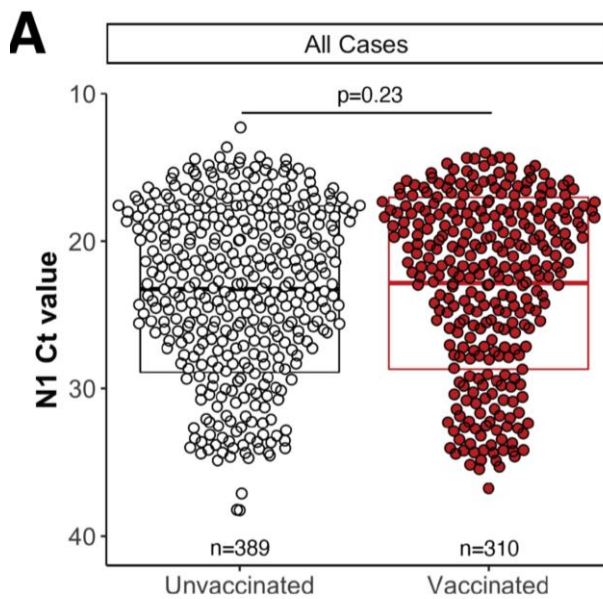 A
All Cases
p=0.23
N1 Ct value
10
20
30
40
n=389
n=310
Unvaccinated
Vaccinated